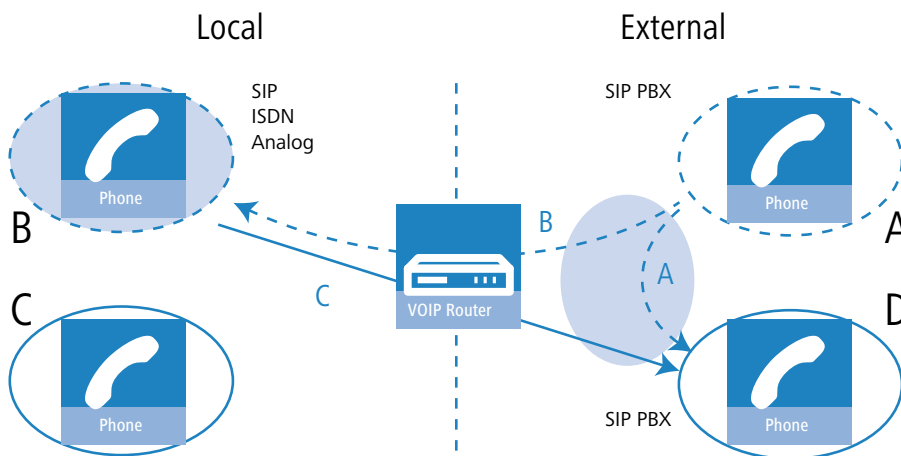 Local
External
SIP
ISDN
Analog
SIP PBX
Phone
Phone
B
A
B
A
C
VOIP Router
C
D
Phone
SIP PBX
Phone